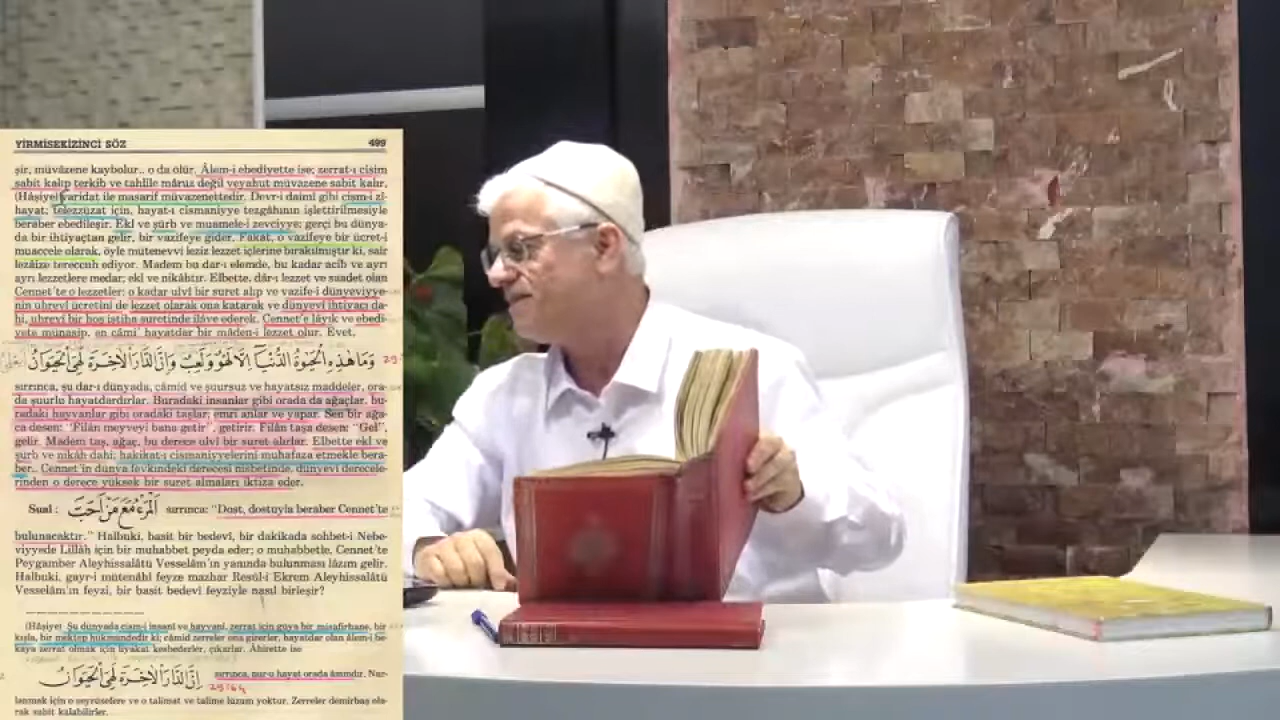 YİRMİSEKİZİNCİ SÖZ 499
şir, müvazene kaybolur.. o da ölür. Âlem-i ebediyette ise; zerrat-ı cisim
sabit kalıp terkib ve tahlile mâruz değil veyahut müvazene sabit kalır,
(Hâşiye) varidat ile masarif müvazenettedir. Devr-i daimî gibi cism-i zî-
hayat; telezzüzat için, hayat-ı cismaniyye tezgâhının işlettirilmesiyle
beraber ebedîleşir. Ekl ve şürb ve muamele-i zevciyye; gerçi bu dünya-
da bir ihtiyaçtan gelir, bir vazifeye gider. Fakat, o vazifeye bir ücret-i
muaccele olarak, öyle mütenevvi leziz lezzet içlerine bırakılmıştır ki, sair
lezâize tereccuh ediyor. Madem bu dar-ı elemde, bu kadar acîb ve ayrı
ayrı lezzetlere medar; ekl ve nikâhtır. Elbette, dâr-ı lezzet ve saadet olan
Cennet'te o lezzetler; o kadar ulvî bir suret alıp ve vazife-i dünyeviyye-
nin uhrevî ücretini de lezzet olarak ona katarak ve dünyevî ihtiyacı da-
hi, uhrevî bir hoş iştiha suretinde ilâve ederek, Cennet'e lâyık ve ebedi-
yete münasip, en câmi' hayatdar bir mâden-i lezzet olur. Evet,
وَمَا هٰذِهِ الْحَيٰوةُ الدُّنْيَٓا اِلَّا لَهْوٌ وَلَعِبٌ وَاِنَّ الدَّارَ الْاٰخِرَةَ لَهِىَ الْحَيَوَانُ
sırrınca, şu dar-ı dünyada, câmid ve şuursuz ve hayatsız maddeler, ora-
da şuurlu hayatdardırlar. Buradaki insanlar gibi orada da ağaçlar, bu-
radaki hayvanlar gibi oradaki taşlar; emri anlar ve yapar. Sen bir ağa-
ca desen: "Filân meyveyi bana getir", getirir. Filân taşa desen: "Gel",
gelir. Madem taş, ağaç, bu derece ulvî bir suret alırlar. Elbette ekl ve
şürb ve nikâh dahi; hakikat-ı cismaniyyelerini muhafaza etmekle bera-
ber.. Cennet'in dünya fevkindeki derecesi nisbetinde, dünyevî derecele-
rinden o derece yüksek bir suret almaları iktiza eder.
Sual : اَلْمَرْءُ مَعَ مَنْ اَحَبَّ sırrınca: "Dost, dostuyla beraber Cennet'te
bulunacaktır." Halbuki, basit bir bedevî, bir dakikada sohbet-i Nebe-
viyyede Lillâh için bir muhabbet peyda eder; o muhabbetle, Cennet'te
Peygamber Aleyhissalâtü Vesselâm'ın yanında bulunması lâzım gelir.
Halbuki, gayr-i mütenahî feyze mazhar Resûl-i Ekrem Aleyhissalâtü
Vesselâm'ın feyzi, bir basit bedevî feyziyle nasıl birleşir?
(Hâşiye) Şu dünyada cism-i insanî ve hayvanî, zerrat için güya bir misafirhane, bir
kışla, bir mektep hükmündedir ki; câmid zerreler ona girerler, hayatdar olan âlem-i be-
kaya zerrat olmak için liyakat kesbederler, çıkarlar. Âhirette ise
اِنَّ الدَّارَ الْاٰخِرَةَ لَهِىَ الْحَيَوَانُ sırrınca, nur-u hayat orada âmmdır. Nur-
29:64
lanmak için o seyrüsefere ve o talimat ve talime lüzum yoktur. Zerreler demirbaş ola-
rak sabit kalabilirler.